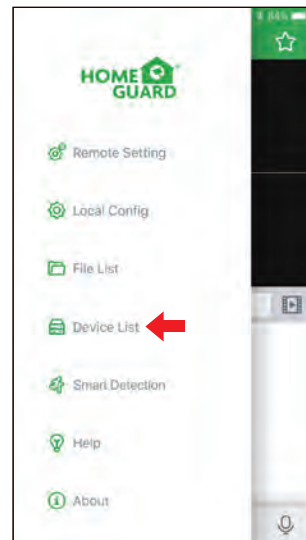 HOME
GUARD
Remote Setting
Local Config
File List
Device List
Smart Detection
Help
About